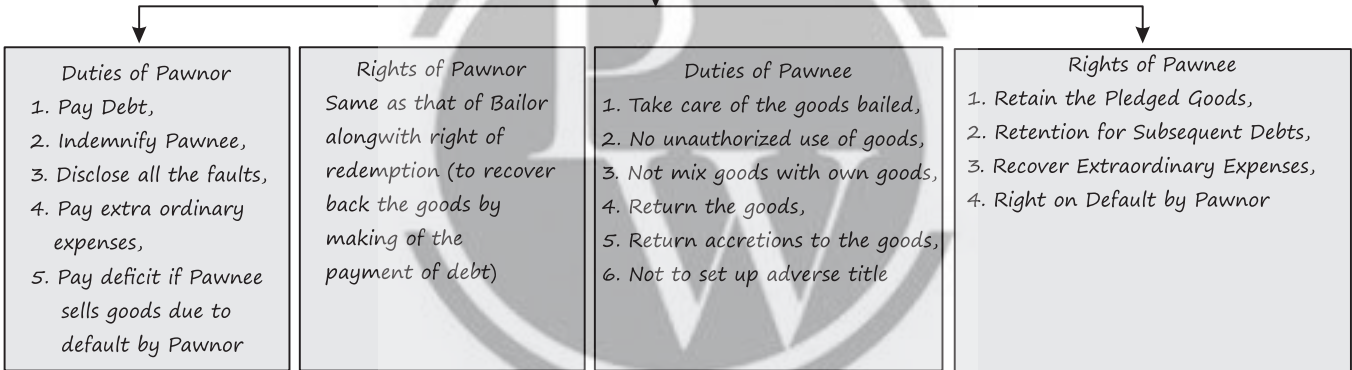 Duties of Pawnor
1. Pay Debt,
2. Indemnify Pawnee,
3. Disclose all the faults,
4. Pay extra ordinary
expenses,
5. Pay deficit if Pawnee
sells goods due to
default by Pawnor
Rights of Pawnor
Same as that of Bailor
alongwith right of
redemption (to recover
back the goods by
making of the
payment of debt)
Duties of Pawnee
1. Take care of the goods bailed,
2. No unauthorized use of goods,
3. Not mix goods with own goods,
4. Return the goods,
5. Return accretions to the goods,
6. Not to set up adverse title
Rights of Pawnee
1. Retain the Pledged Goods,
2. Retention for Subsequent Debts,
3. Recover Extraordinary Expenses,
4. Right on Default by Pawnor
PW